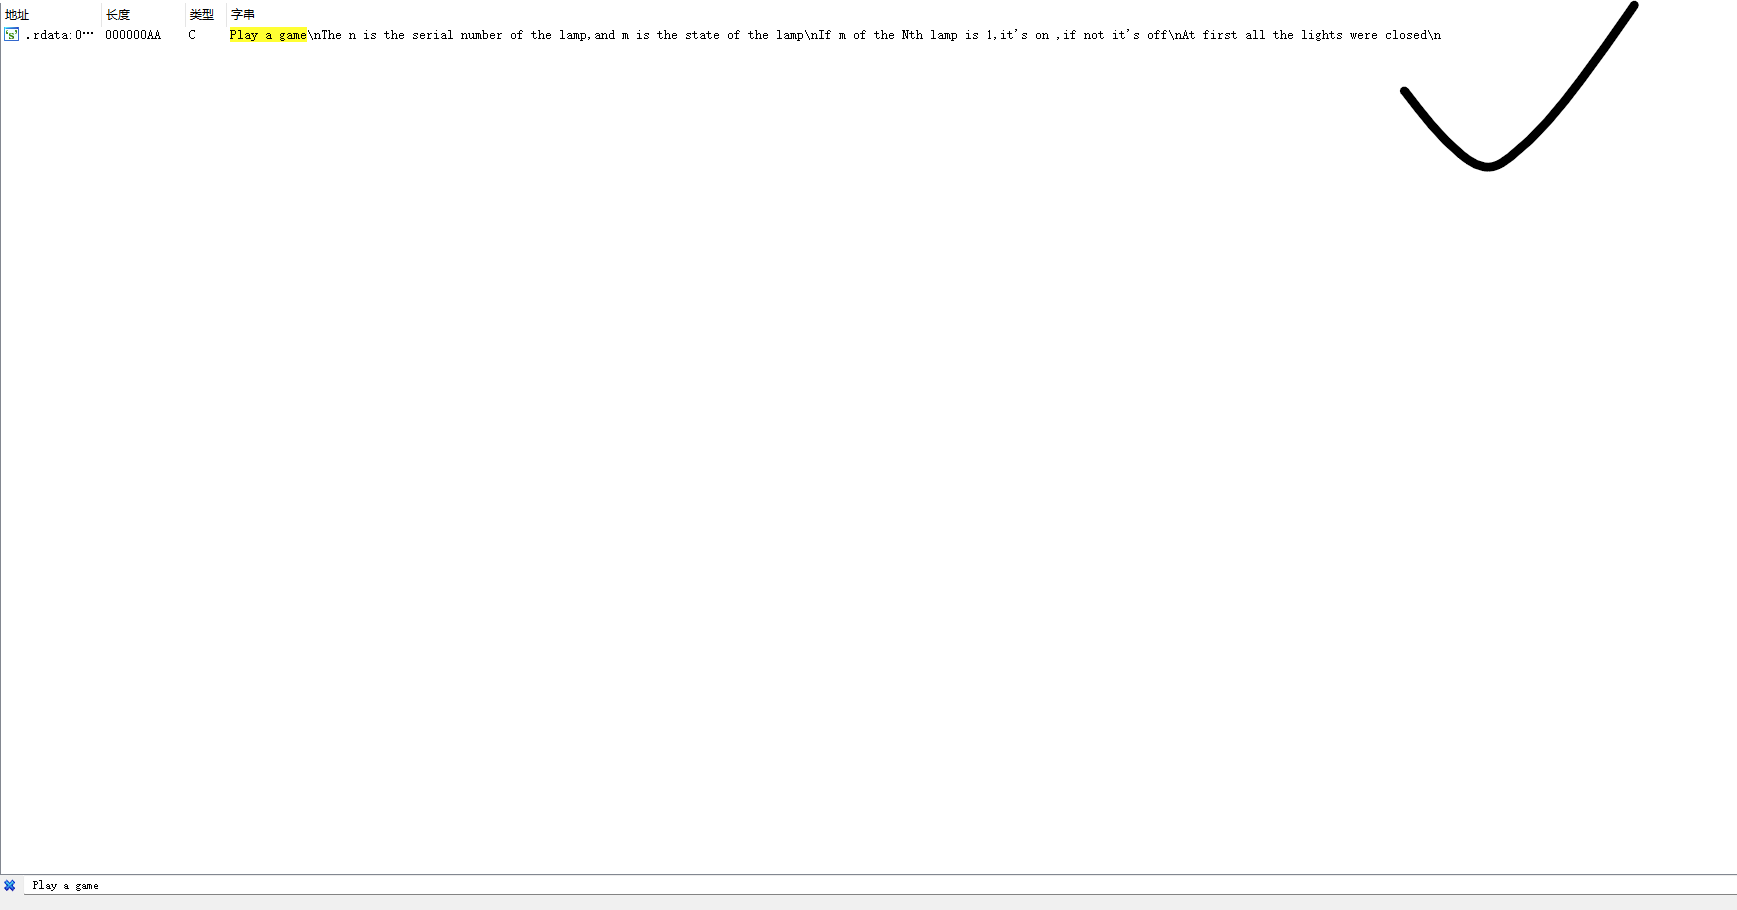 地址 长度 类型 字串
's' .rdata:0… 000000AA C Play a game\nThe n is the serial number of the lamp,and m is the state of the lamp\nIf m of the Nth lamp is 1,it's on ,if not it's off\nAt first all the lights were closed\n
Play a game